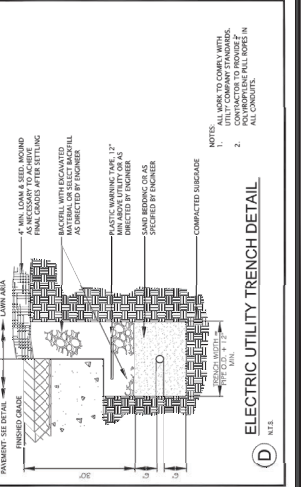 PAVEMENT- SEE DETAIL
LAWN AREA
FINISHED GRADE
4" MIN. LOAM & SEED, MOUND
AS NECESSARY TO ACHIEVE
FINAL GRADES AFTER SETTLING
BACKFILL WITH EXCAVATED
MATERIAL OR SELECT BACKFILL
AS DIRECTED BY ENGINEER
PLASTIC WARNING TAPE, 12"
MIN ABOVE UTILITY OR AS
DIRECTED BY ENGINEER
SAND BEDDING OR AS
SPECIFIED BY ENGINEER
COMPACTED SUBGRADE
30"
6"
6"
TRENCH WIDTH =
PIPE O.D. + 12"
MIN.
NOTES:
1. ALL WORK TO COMPLY WITH
UTILITY COMPANY STANDARDS.
2. CONTRACTOR TO PROVIDE
POLYPROPYLENE PULL ROPES IN
ALL CONDUITS.
D ELECTRIC UTILITY TRENCH DETAIL
N.T.S.